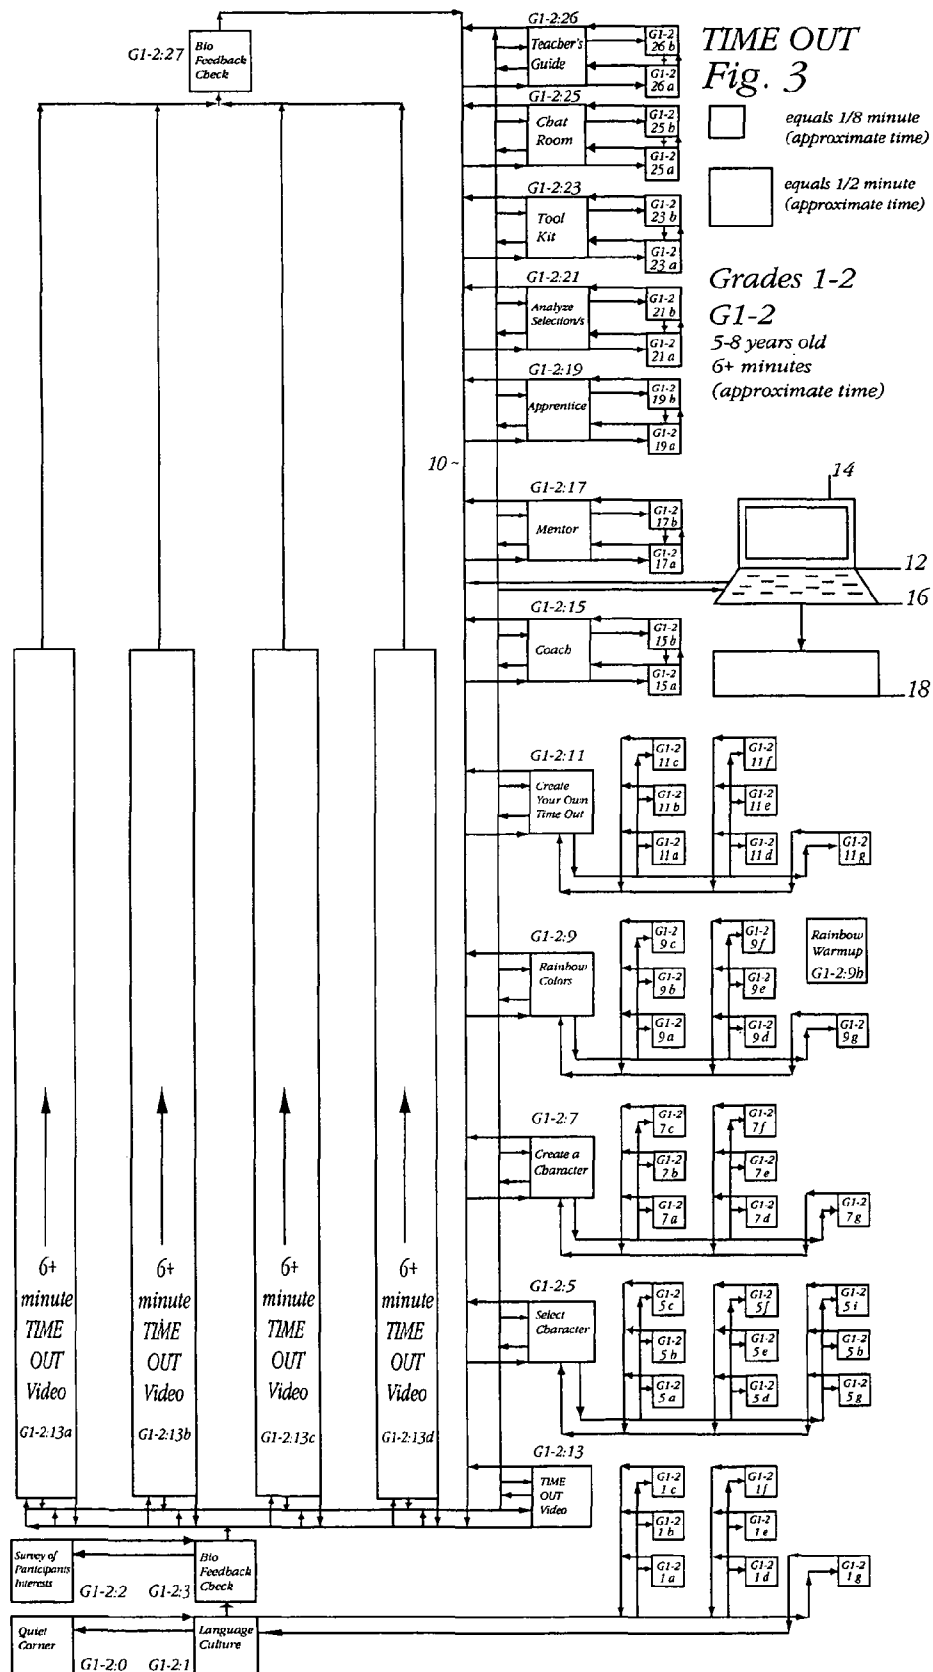 TIME OUT
Fig. 3
equals 1/8 minute
(approximate time)
equals 1/2 minute
(approximate time)
Grades 1-2
G1-2
5-8 years old
6+ minutes
(approximate time)
G1-2:27
Bio
Feedback
Check
G1-2:26
Teacher's
Guide
G1-2
26 b
G1-2
26 a
G1-2:25
Chat
Room
G1-2
25 b
G1-2
25 a
G1-2:23
Tool
Kit
G1-2
23 b
G1-2
23 a
G1-2:21
Analyze
Selection/s
G1-2
21 b
G1-2
21 a
G1-2:19
Apprentice
G1-2
19 b
G1-2
19 a
10 ~
G1-2:17
Mentor
G1-2
17 b
G1-2
17 a
14
12
16
18
G1-2:15
Coach
G1-2
15 b
G1-2
15 a
G1-2:11
Create
Your Own
Time Out
G1-2
11 c
G1-2
11 b
G1-2
11 a
G1-2
11 f
G1-2
11 e
G1-2
11 d
G1-2
11 g
G1-2:9
Rainbow
Colors
G1-2
9 c
G1-2
9 b
G1-2
9 a
G1-2
9 f
G1-2
9 e
G1-2
9 d
G1-2
9 g
Rainbow
Warmup
G1-2:9h
G1-2:7
Create a
Character
G1-2
7 c
G1-2
7 b
G1-2
7 a
G1-2
7 f
G1-2
7 e
G1-2
7 d
G1-2
7 g
G1-2:5
Select
Character
G1-2
5 c
G1-2
5 b
G1-2
5 a
G1-2
5 f
G1-2
5 e
G1-2
5 d
G1-2
5 i
G1-2
5 h
G1-2
5 g
6+
minute
TIME
OUT
Video
G1-2:13a
6+
minute
TIME
OUT
Video
G1-2:13b
6+
minute
TIME
OUT
Video
G1-2:13c
6+
minute
TIME
OUT
Video
G1-2:13d
G1-2:13
TIME
OUT
Video
G1-2
1 c
G1-2
1 b
G1-2
1 a
G1-2
1 f
G1-2
1 e
G1-2
1 d
G1-2
1 g
Survey of
Participants
Interests
G1-2:2
G1-2:3
Bio
Feedback
Check
Quiet
Corner
G1-2:0
G1-2:1
Language
Culture